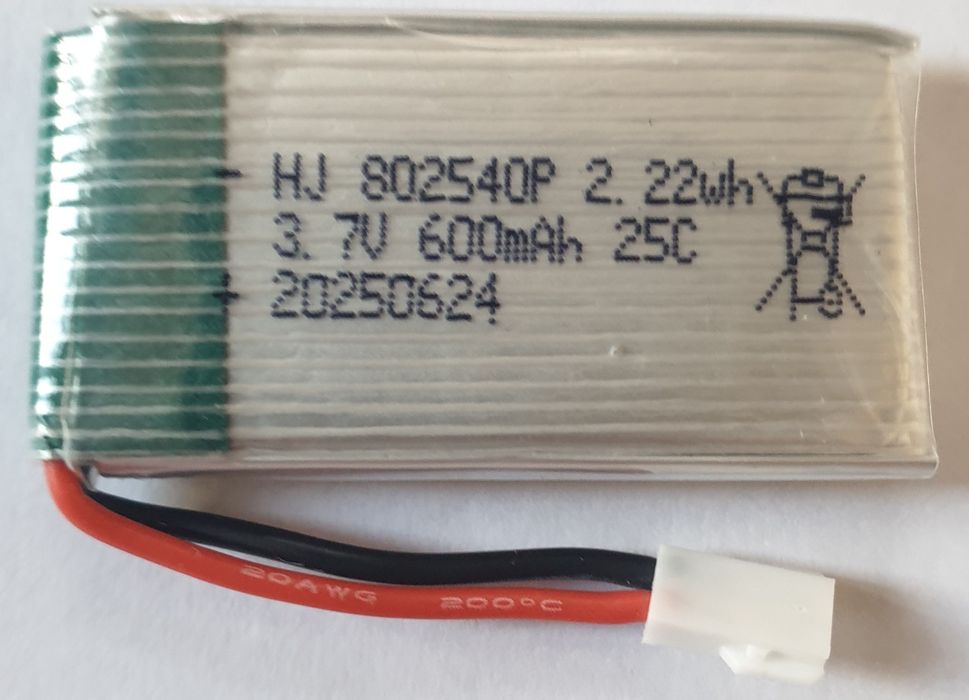 - HJ 802540P 2.22wh
3.7V 600mAh 25C
+ 20250624
20AWG 200°C